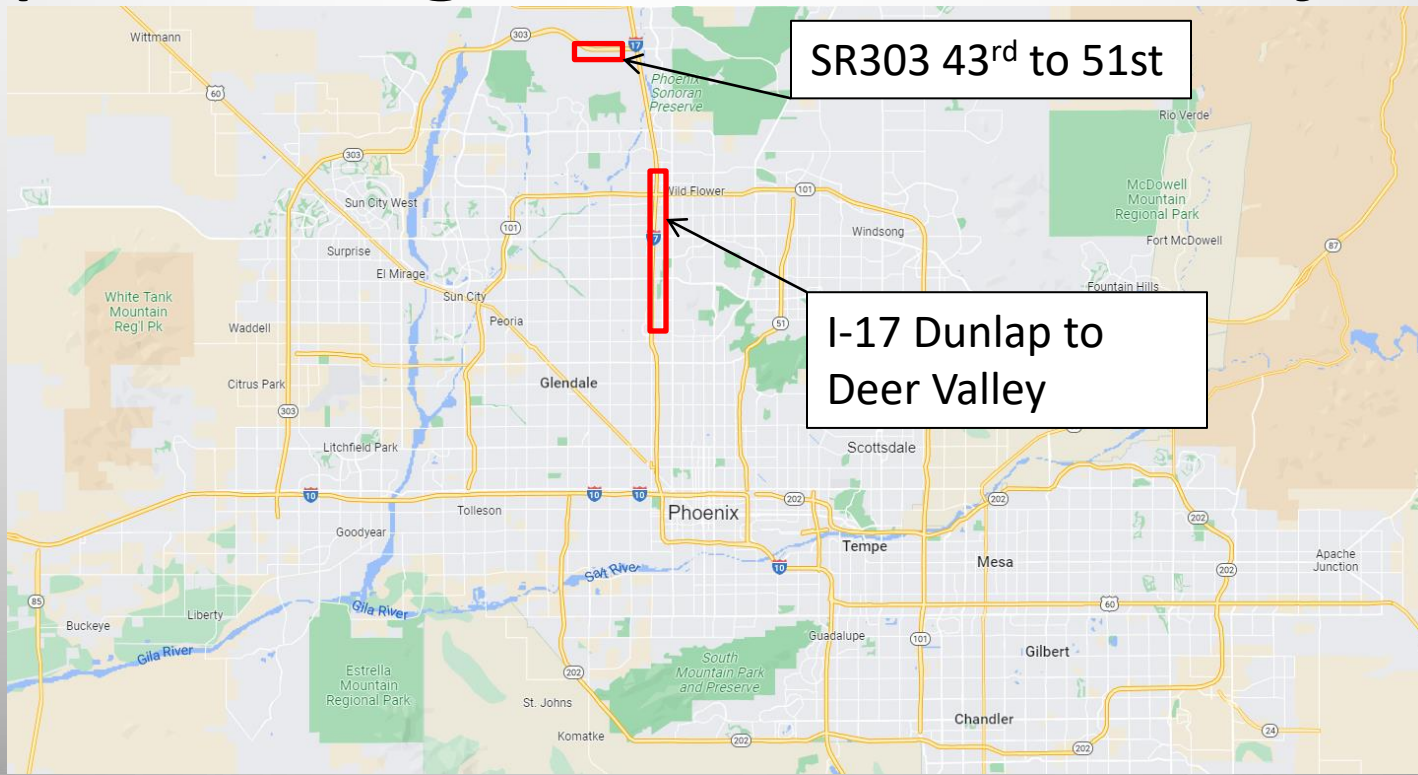 Wittmann
303
17
SR303 43rd to 51st
60
Phoenix
Sonoran
Preserve
Rio Verde
303
Sun City West
Wild Flower
101
McDowell
Mountain
Regional Park
101
Windsong
Surprise
17
Fort McDowell
87
El Mirage
Fountain Hills
White Tank
Mountain
Reg'l Pk
Sun City
Waddell
Peoria
51
I-17 Dunlap to
Deer Valley
Citrus Park
Glendale
303
Litchfield Park
Scottsdale
10
10
10
202
202
Tolleson
Phoenix
202
Goodyear
Tempe
Mesa
Apache
Junction
Salt River
10
202
85
Gila River
60
Buckeye
Liberty
Guadalupe
101
Gila River
Gilbert
Estrella
Mountain
Regional Park
202
South
Mountain Park
and Preserve
St. Johns
Chandler
24
Komatke
202
202